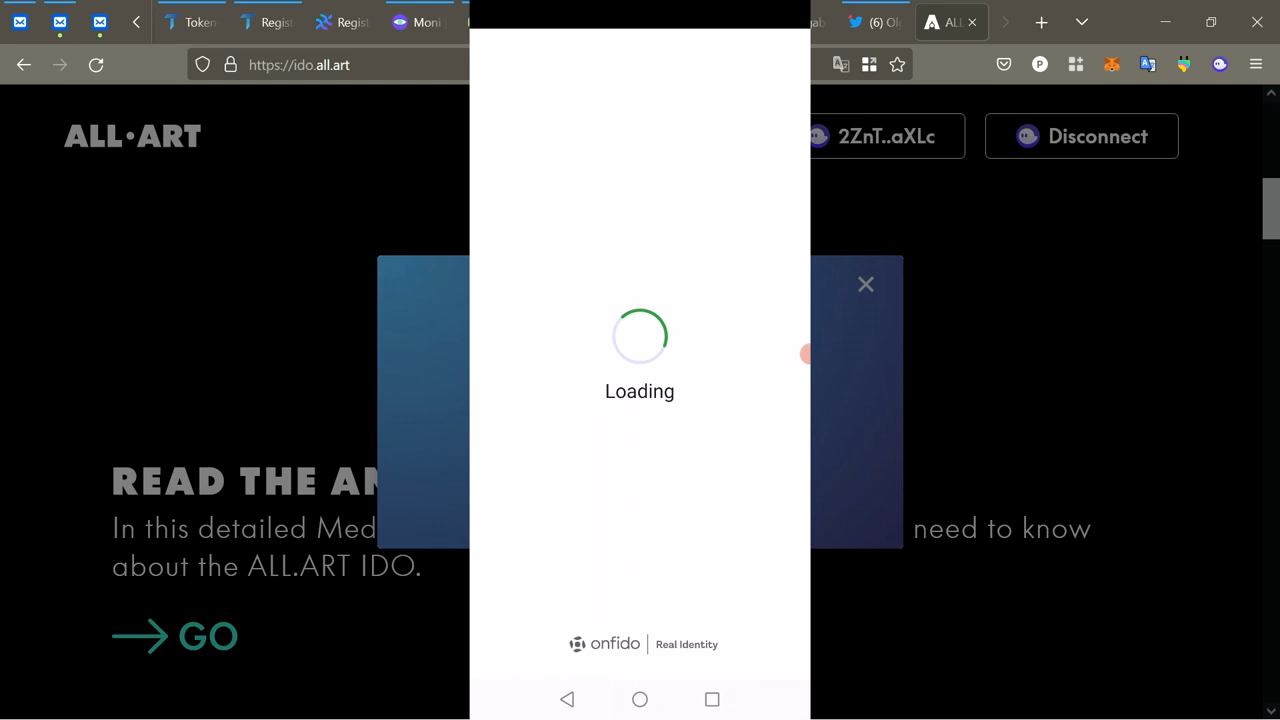 Token
Regist
Regist
Moni
(6) Ol
ALL
https://ido.all.art
P
ALL·ART
2ZnT..aXLc
Disconnect
Loading
READ THE AN
In this detailed Med
need to know
about the ALL.ART IDO.
GO
onfido | Real Identity